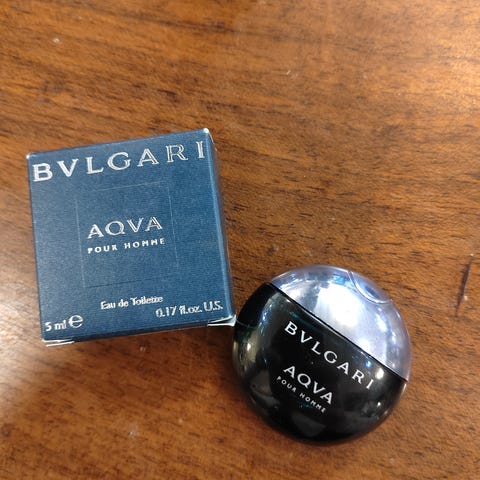 BVLGARI
AQVA
POUR HOMME
Eau de Toilette
5 ml e 0.17 fl.oz. U.S.
BVLGARI
AQVA
POUR HOMME